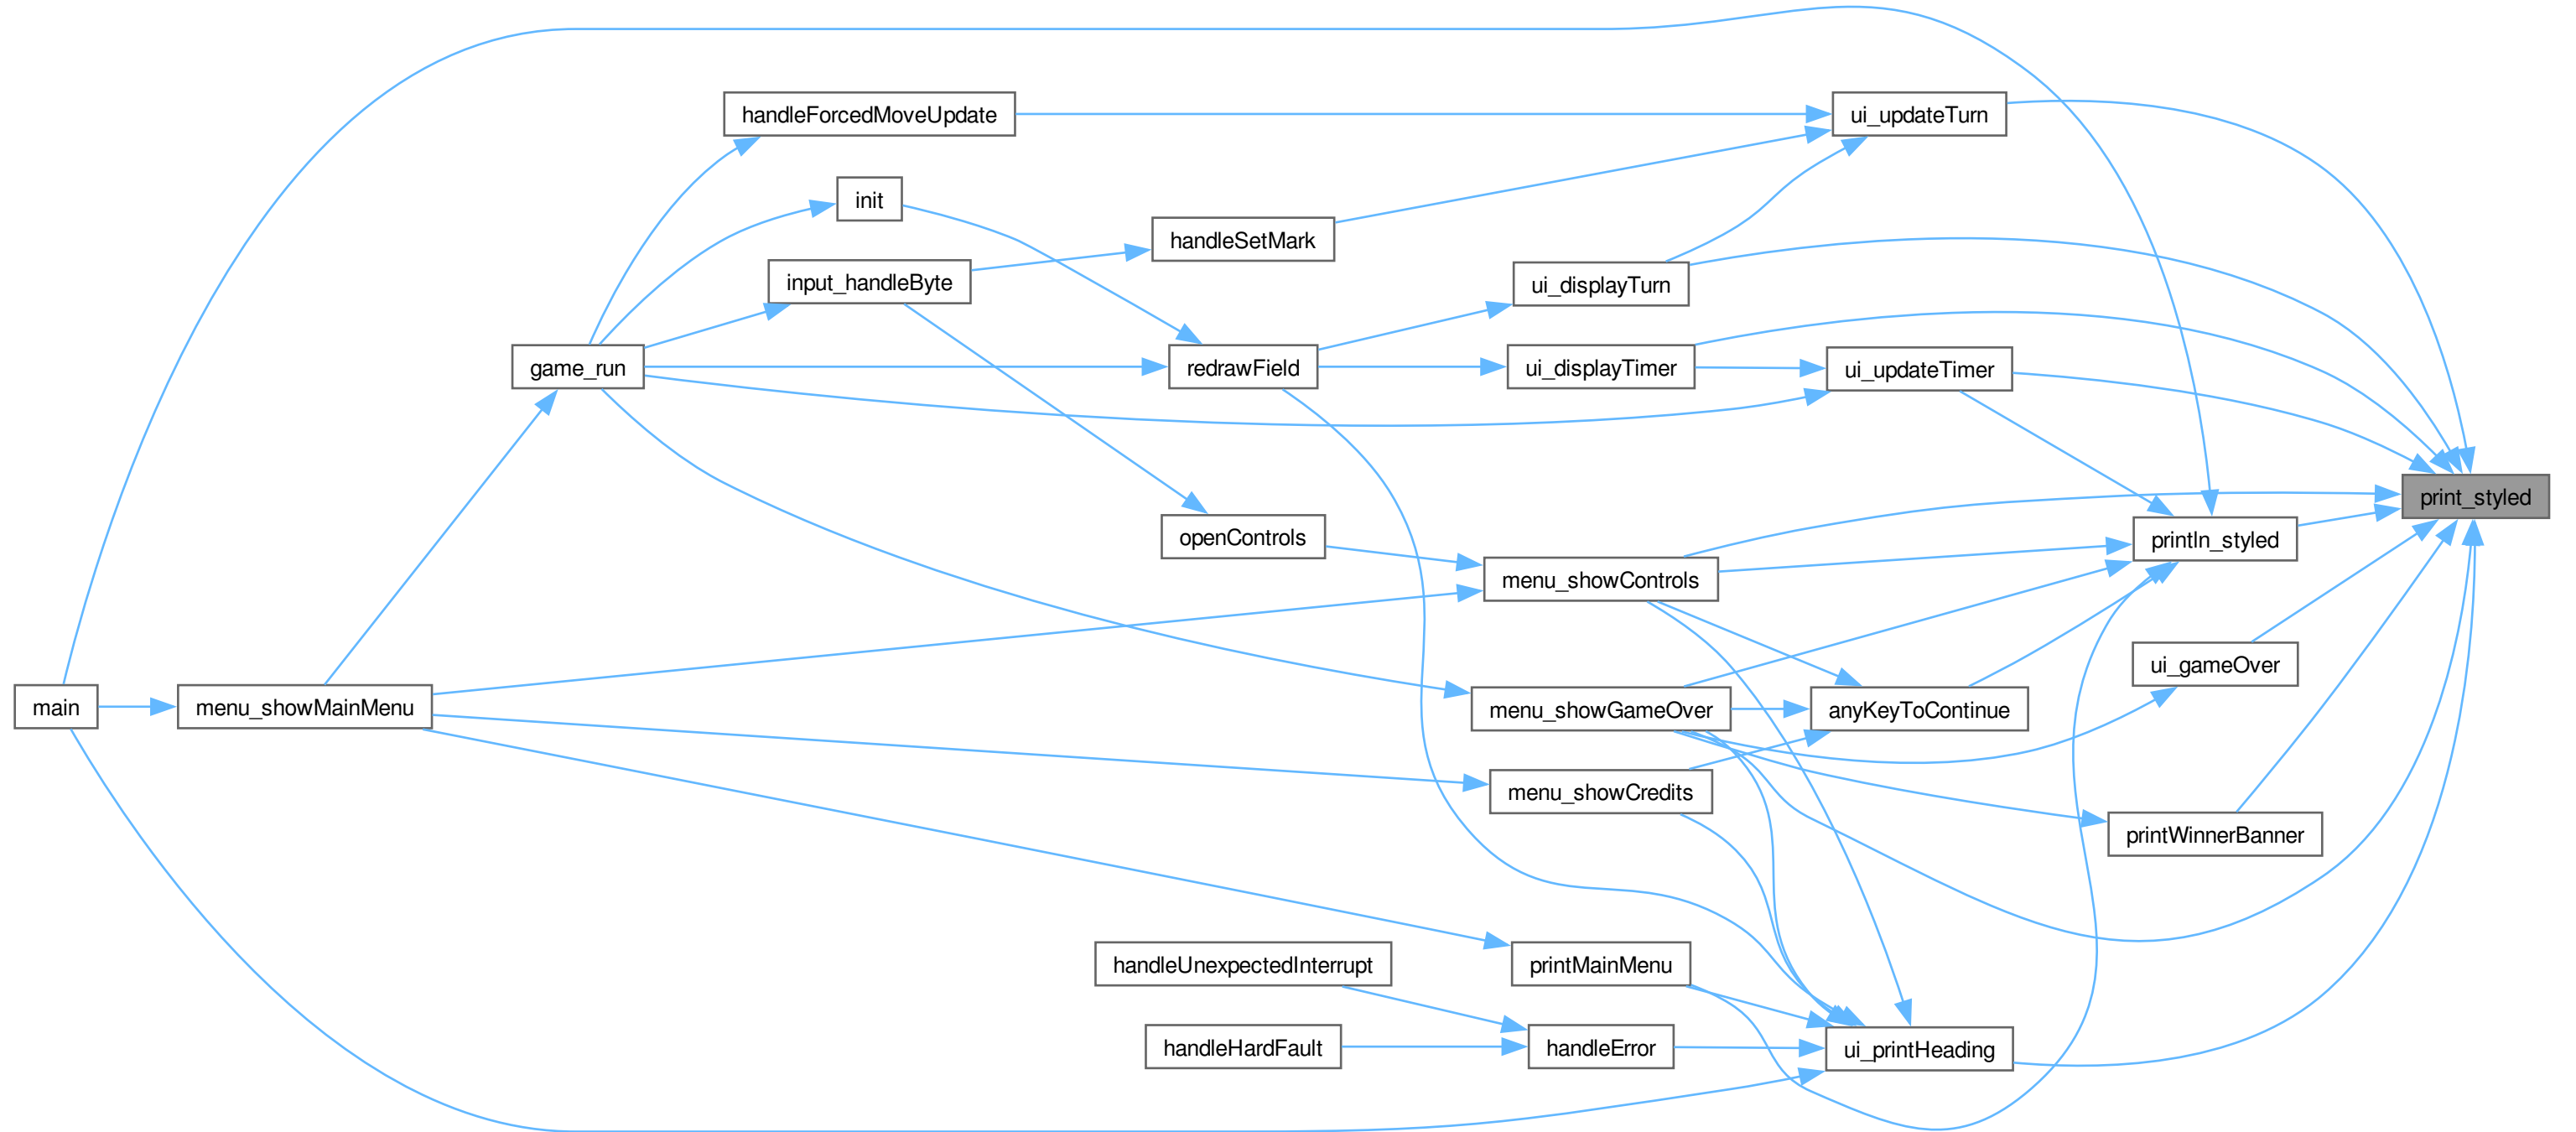 handleForcedMoveUpdate
ui_updateTurn
init
handleSetMark
input_handleByte
ui_displayTurn
game_run
redrawField
ui_displayTimer
ui_updateTimer
print_styled
openControls
println_styled
menu_showControls
ui_gameOver
main
menu_showMainMenu
menu_showGameOver
anyKeyToContinue
menu_showCredits
printWinnerBanner
handleUnexpectedInterrupt
printMainMenu
handleHardFault
handleError
ui_printHeading